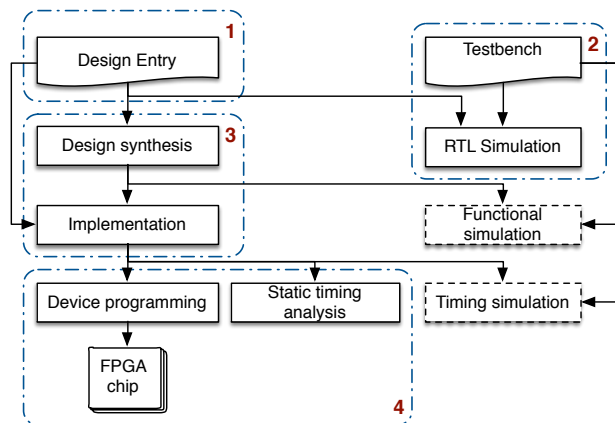 1
2
Design Entry
Testbench
Design synthesis
3
RTL Simulation
Implementation
Functional
simulation
Device programming
Static timing
analysis
Timing simulation
FPGA
chip
4